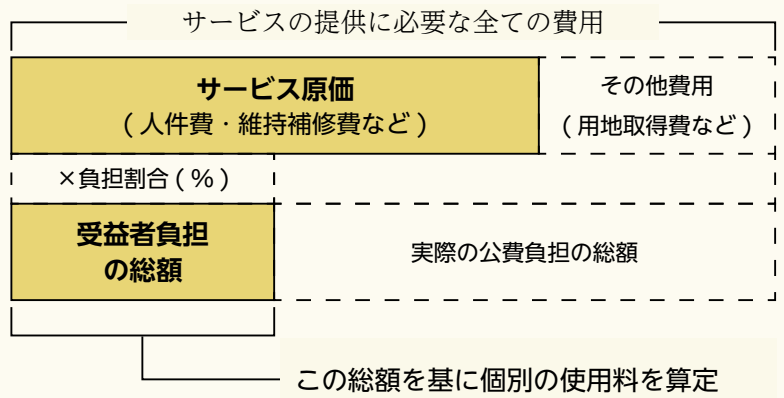 サービスの提供に必要な全ての費用
サービス原価
(人件費・維持補修費など)
その他費用
(用地取得費など)
×負担割合(%)
受益者負担
の総額
実際の公費負担の総額
この総額を基に個別の使用料を算定